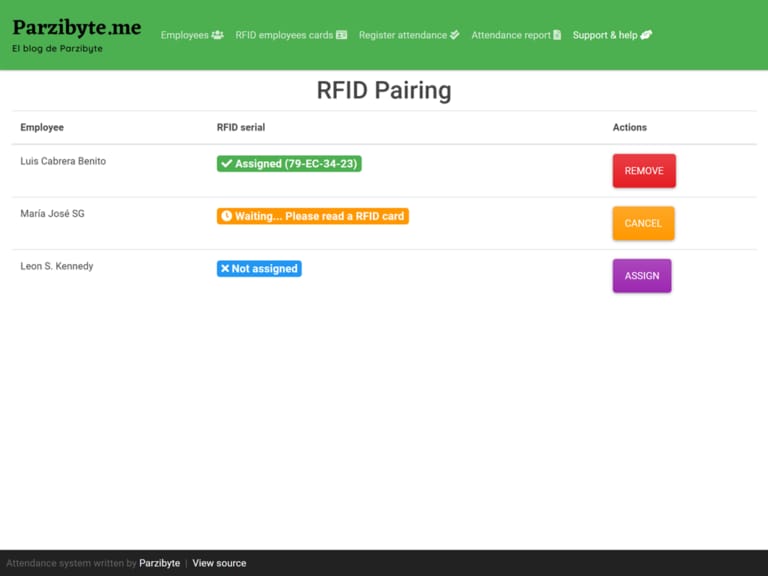 Parzibyte.me
El blog de Parzibyte
Employees RFID employees cards Register attendance Attendance report Support & help
RFID Pairing
Employee RFID serial Actions
Luis Cabrera Benito Assigned (79-EC-34-23) REMOVE
María José SG Waiting... Please read a RFID card CANCEL
Leon S. Kennedy Not assigned ASSIGN
Attendance system written by Parzibyte | View source